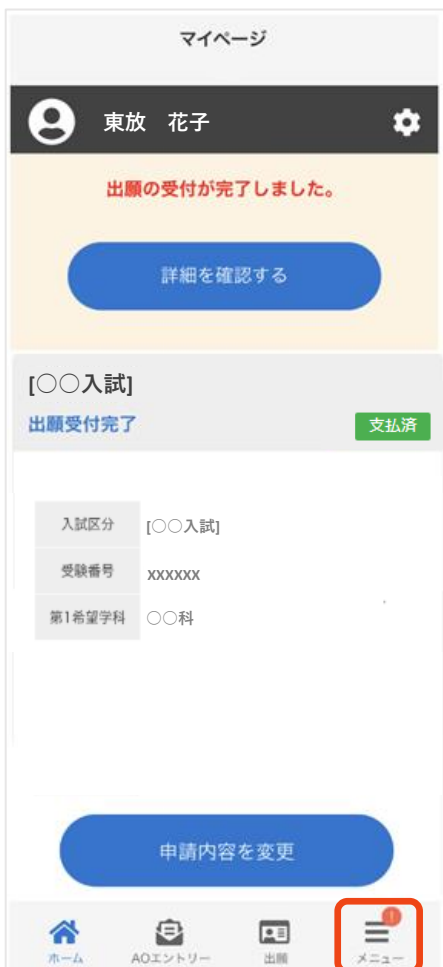 マイページ
東放　花子
出願の受付が完了しました。
詳細を確認する
[○○入試]
出願受付完了
支払済
入試区分 [○○入試]
受験番号 xxxxxx
第1希望学科 ○○科
申請内容を変更
ホーム AOエントリー 出願 メニュー